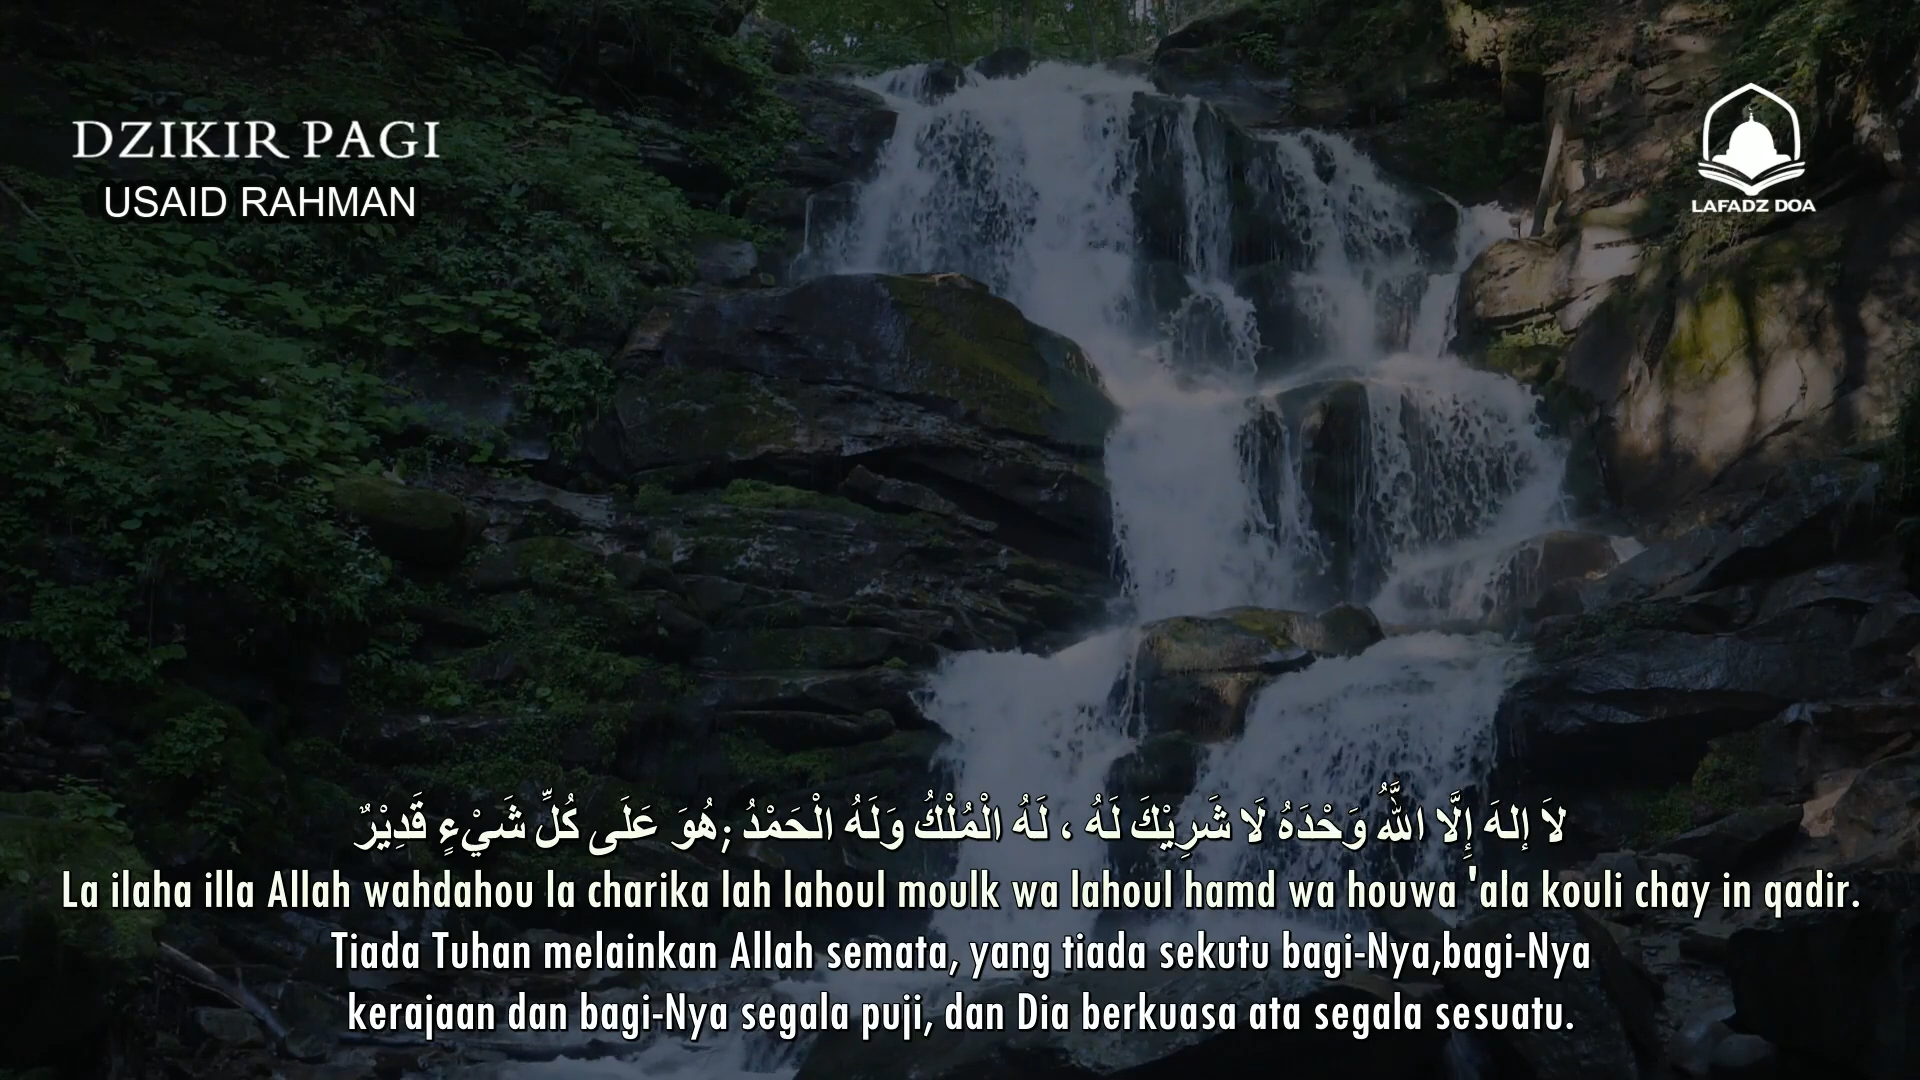 DZIKIR PAGI
USAID RAHMAN
LAFADZ DOA
لاَ إلهَ إِلَّا اللَّهُ وَحْدَهُ لَا شَرِيْكَ لَهُ ، لَهُ الْمُلْكُ وَلَهُ الْحَمْدُ ;هُوَ عَلَى كُلِّ شَيْءٍ قَدِيْرٌ
La ilaha illa Allah wahdahou la charika lah lahoul moulk wa lahoul hamd wa houwa 'ala kouli chay in qadir.
Tiada Tuhan melainkan Allah semata, yang tiada sekutu bagi-Nya,bagi-Nya
kerajaan dan bagi-Nya segala puji, dan Dia berkuasa ata segala sesuatu.